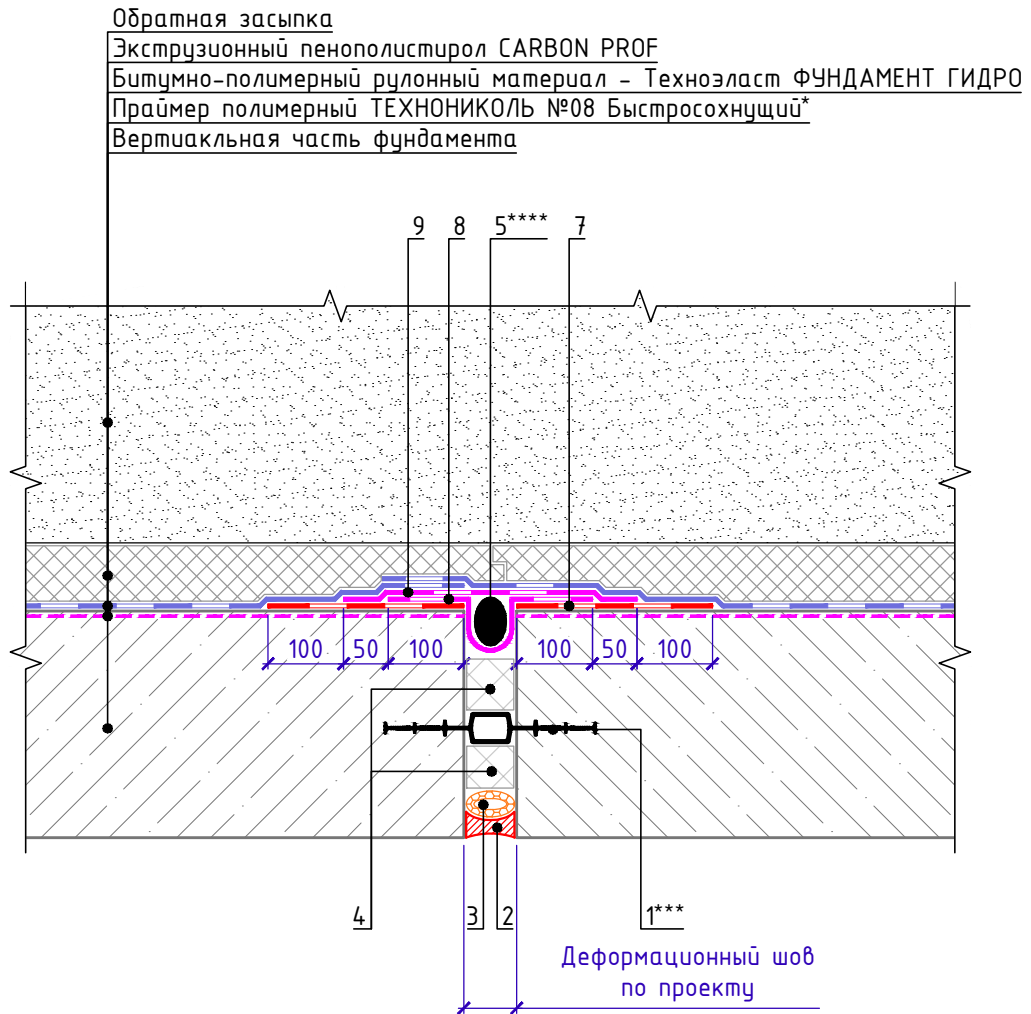 Обратная засыпка
Экструзионный пенополистирол CARBON PROF
Битумно-полимерный рулонный материал - Техноэласт ФУНДАМЕНТ ГИДРО
Праймер полимерный ТЕХНОНИКОЛЬ №08 Быстросохнущий*
Вертиакльная часть фундамента
9 8 5**** 7
100 50 100 100 50 100
4 3 2 1***
Деформационный шов
по проекту